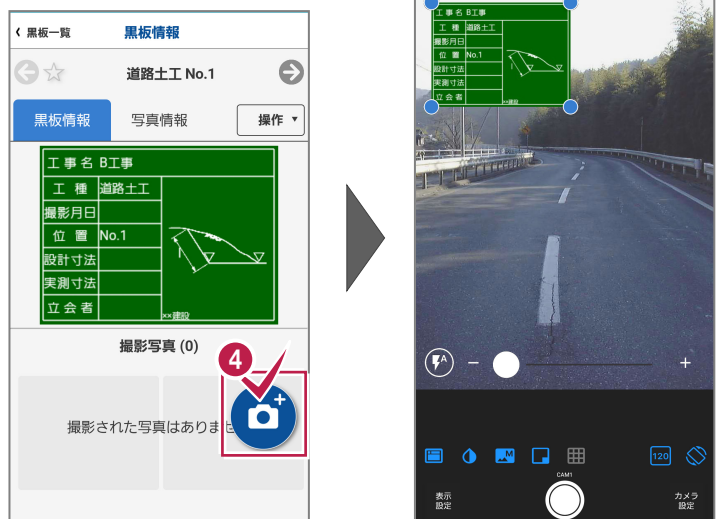 黒板一覧
黒板情報
道路土工 No.1
黒板情報
写真情報
操作
工事名 B工事
工種 道路土工
撮影月日
位置 No.1
設計寸法
実測寸法
立会者
××建設
撮影写真 (0)
4
撮影された写真はありませ
工事名 B工事
工種 道路土工
撮影月日
位置 No.1
設計寸法
実測寸法
立会者
××建設
A
M
120
CAM1
表示
設定
カメラ
設定